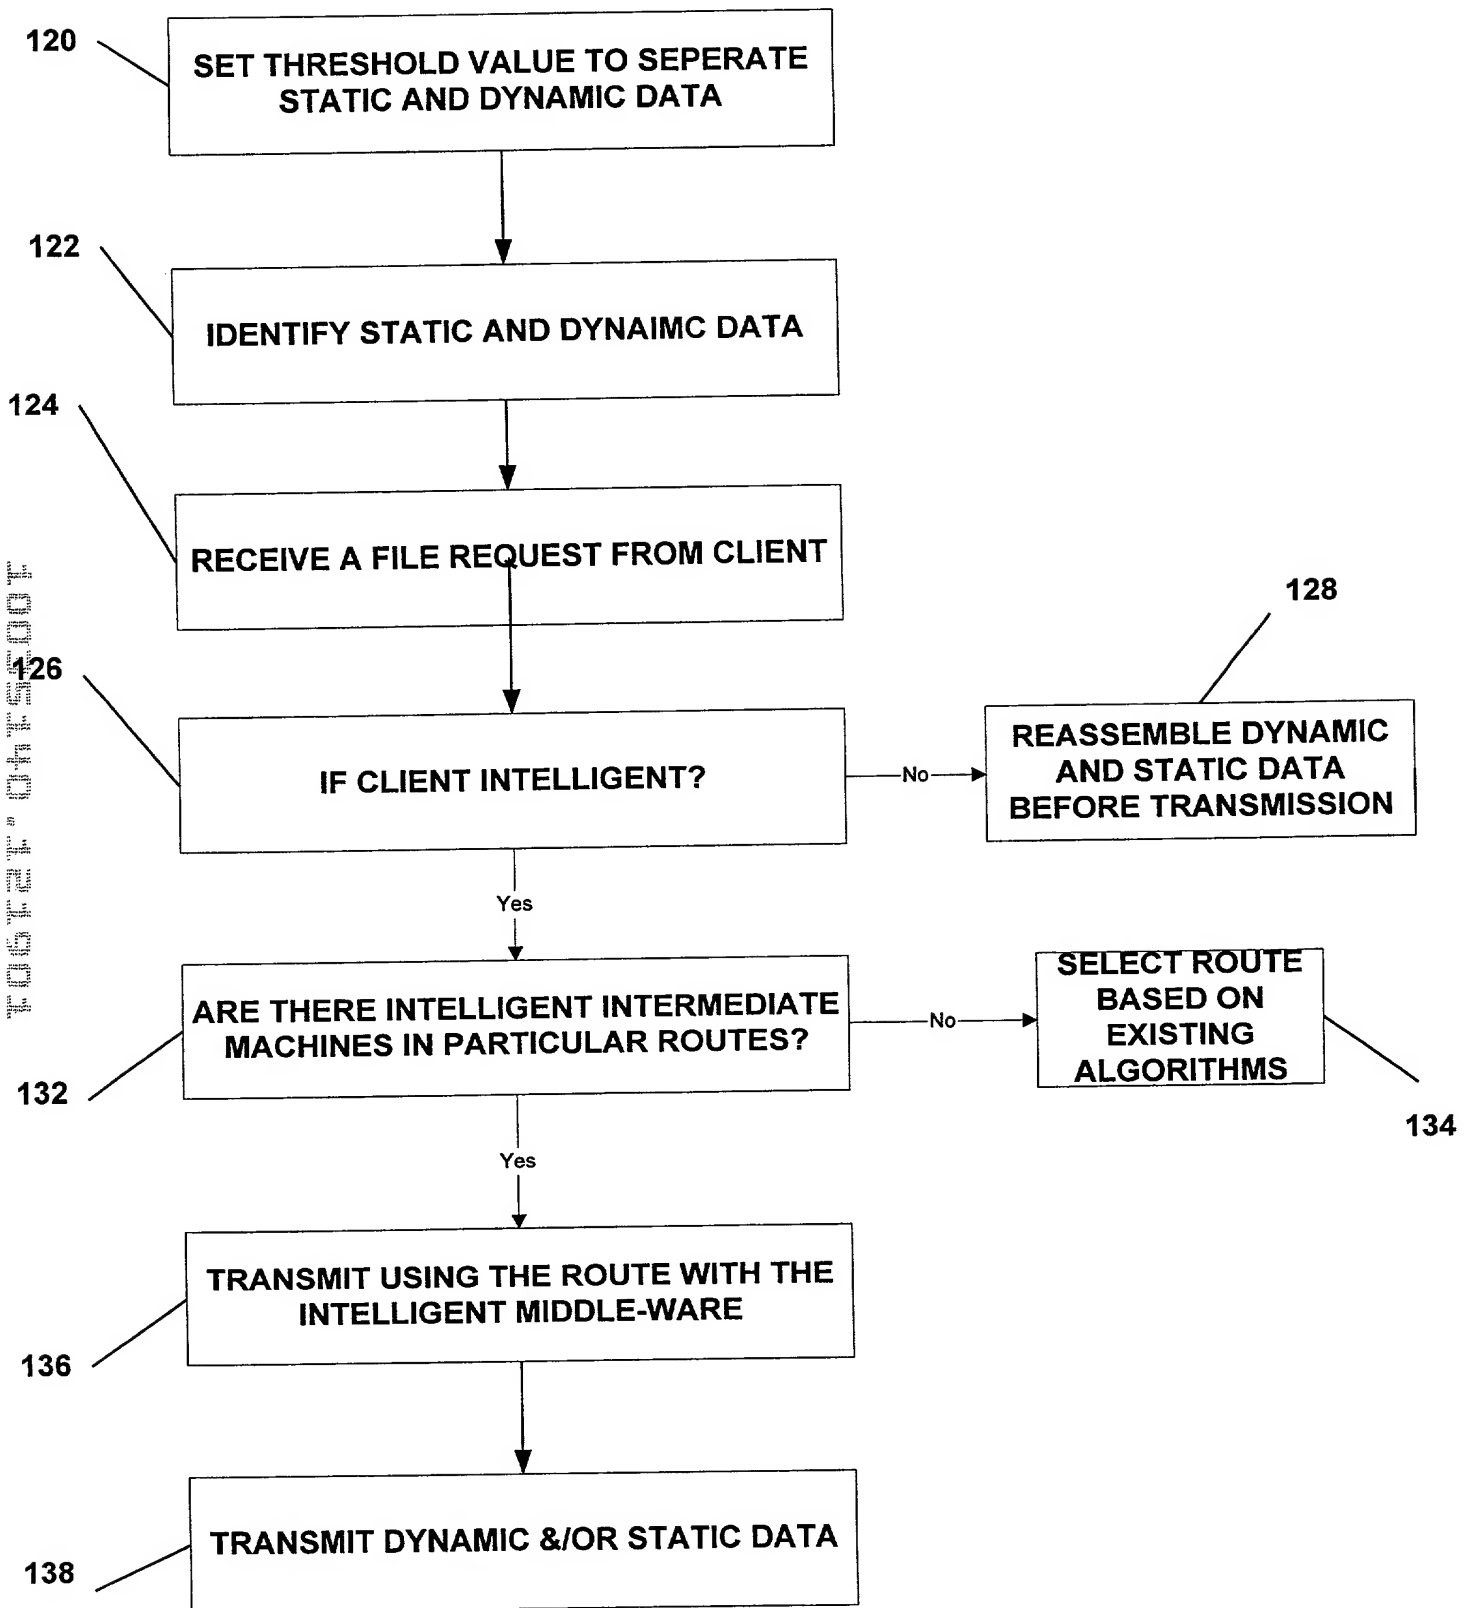 120
SET THRESHOLD VALUE TO SEPERATE
STATIC AND DYNAMIC DATA
122
IDENTIFY STATIC AND DYNAIMC DATA
124
RECEIVE A FILE REQUEST FROM CLIENT
126
IF CLIENT INTELLIGENT?
No
128
REASSEMBLE DYNAMIC
AND STATIC DATA
BEFORE TRANSMISSION
Yes
132
ARE THERE INTELLIGENT INTERMEDIATE
MACHINES IN PARTICULAR ROUTES?
No
SELECT ROUTE
BASED ON
EXISTING
ALGORITHMS
134
Yes
136
TRANSMIT USING THE ROUTE WITH THE
INTELLIGENT MIDDLE-WARE
138
TRANSMIT DYNAMIC &/OR STATIC DATA